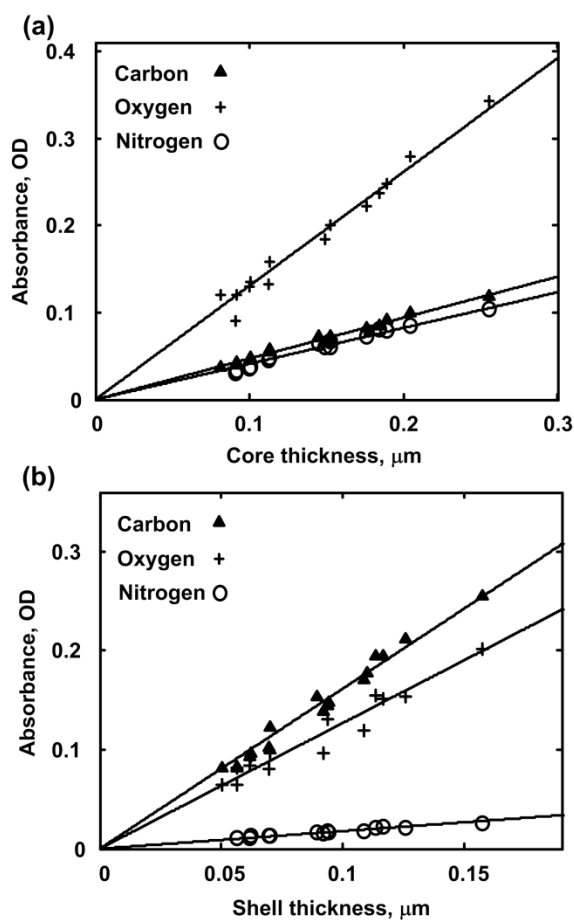 (a)
Carbon
Oxygen
Nitrogen
0.4
0.3
0.2
0.1
0
Absorbance, OD
0 0.1 0.2 0.3
Core thickness, μm
(b)
Carbon
Oxygen
Nitrogen
0.3
0.2
0.1
0
Absorbance, OD
0 0.05 0.1 0.15
Shell thickness, μm